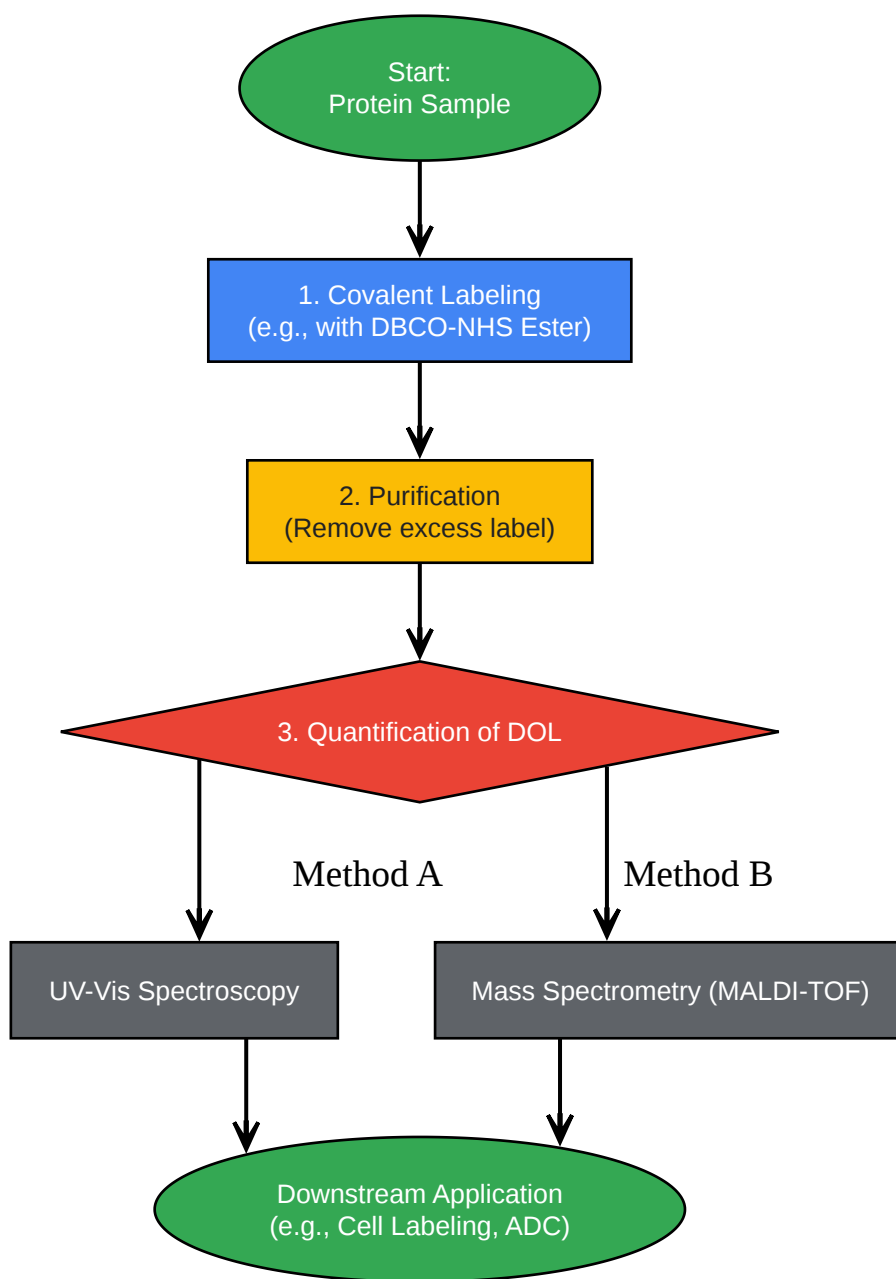 Start:
Protein Sample
1. Covalent Labeling
(e.g., with DBCO-NHS Ester)
2. Purification
(Remove excess label)
3. Quantification of DOL
Method A
Method B
UV-Vis Spectroscopy
Mass Spectrometry (MALDI-TOF)
Downstream Application
(e.g., Cell Labeling, ADC)